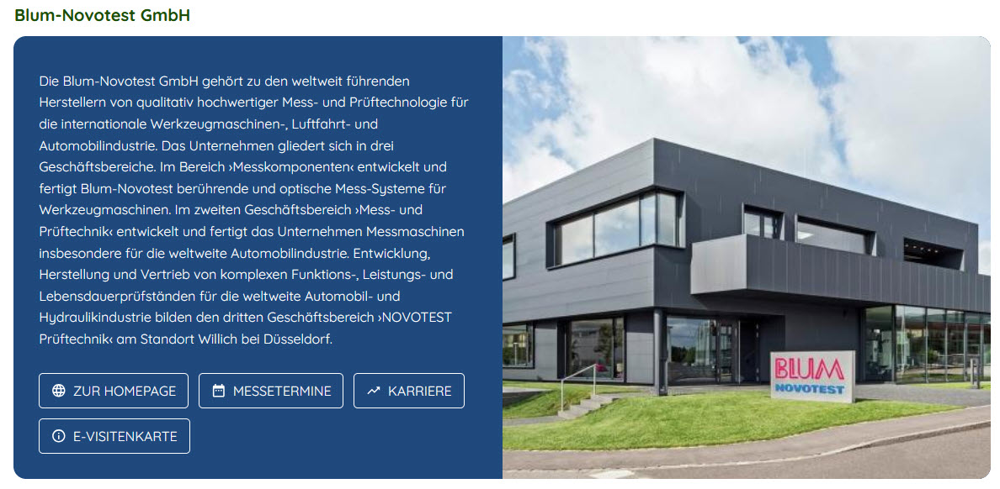 Blum-Novotest GmbH
Die Blum-Novotest GmbH gehört zu den weltweit führenden
Herstellern von qualitativ hochwertiger Mess- und Prüftechnologie für
die internationale Werkzeugmaschinen-, Luftfahrt- und
Automobilindustrie. Das Unternehmen gliedert sich in drei
Geschäftsbereiche. Im Bereich ›Messkomponenten‹ entwickelt und
fertigt Blum-Novotest berührende und optische Mess-Systeme für
Werkzeugmaschinen. Im zweiten Geschäftsbereich ›Mess- und
Prüftechnik‹ entwickelt und fertigt das Unternehmen Messmaschinen
insbesondere für die weltweite Automobilindustrie. Entwicklung,
Herstellung und Vertrieb von komplexen Funktions-, Leistungs- und
Lebensdauerprüfständen für die weltweite Automobil- und
Hydraulikindustrie bilden den dritten Geschäftsbereich ›NOVOTEST
Prüftechnik‹ am Standort Willich bei Düsseldorf.
ZUR HOMEPAGE
MESSETERMINE
KARRIERE
E-VISITENKARTE
BLUM
NOVOTEST